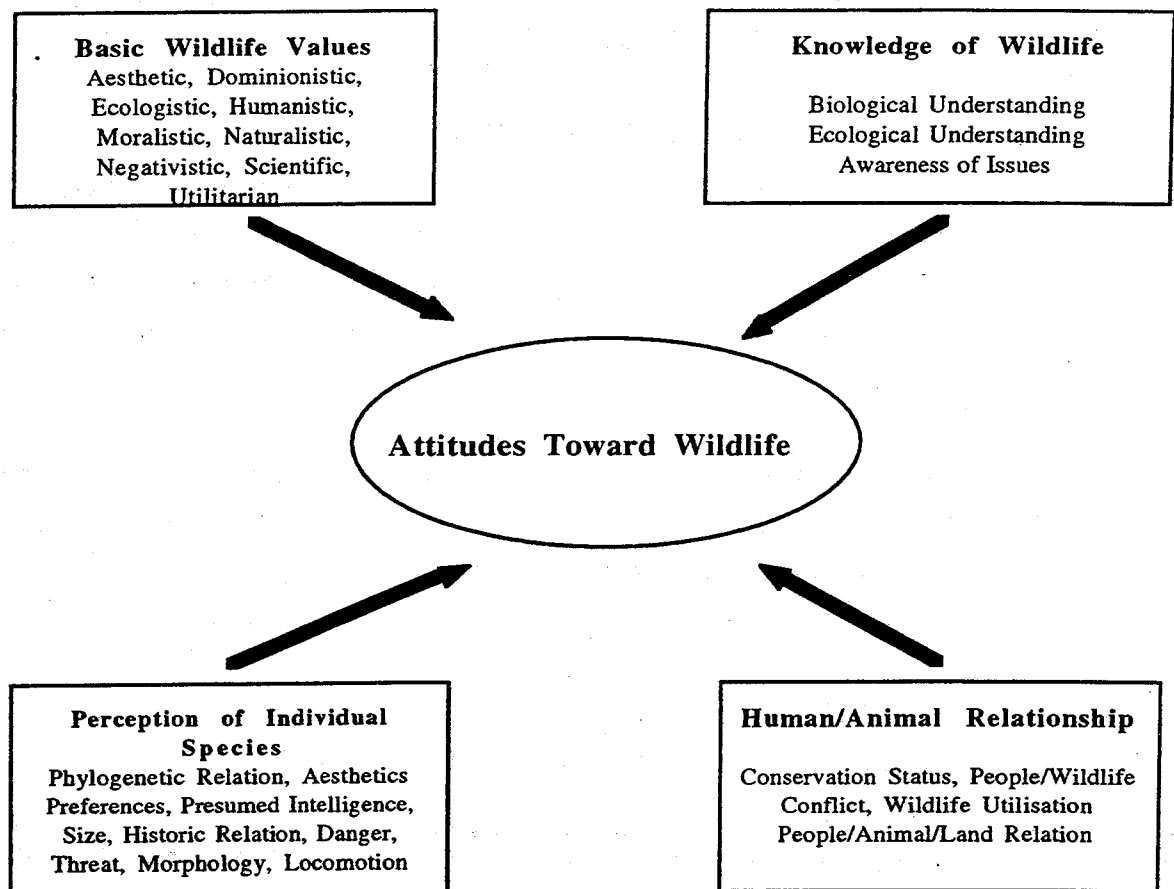 Basic Wildlife Values
Aesthetic, Dominionistic,
Ecologistic, Humanistic,
Moralistic, Naturalistic,
Negativistic, Scientific,
Utilitarian
Knowledge of Wildlife
Biological Understanding
Ecological Understanding
Awareness of Issues
Attitudes Toward Wildlife
Perception of Individual
Species
Phylogenetic Relation, Aesthetics
Preferences, Presumed Intelligence,
Size, Historic Relation, Danger,
Threat, Morphology, Locomotion
Human/Animal Relationship
Conservation Status, People/Wildlife
Conflict, Wildlife Utilisation
People/Animal/Land Relation